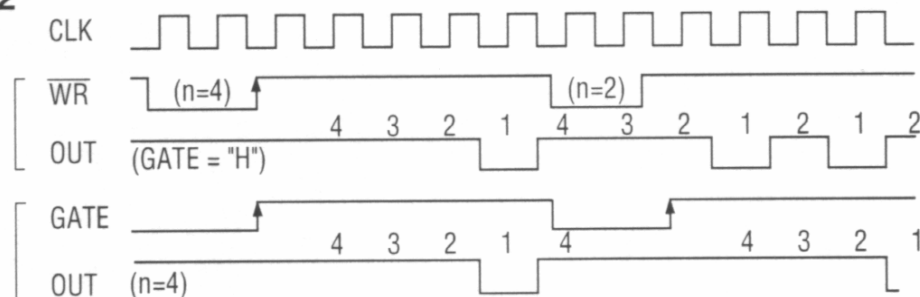 2
CLK
WR (n=4) (n=2)
4 3 2 1 4 3 2 1 2 1 2
OUT (GATE = "H")
GATE
4 3 2 1 4 4 3 2 1
OUT (n=4)